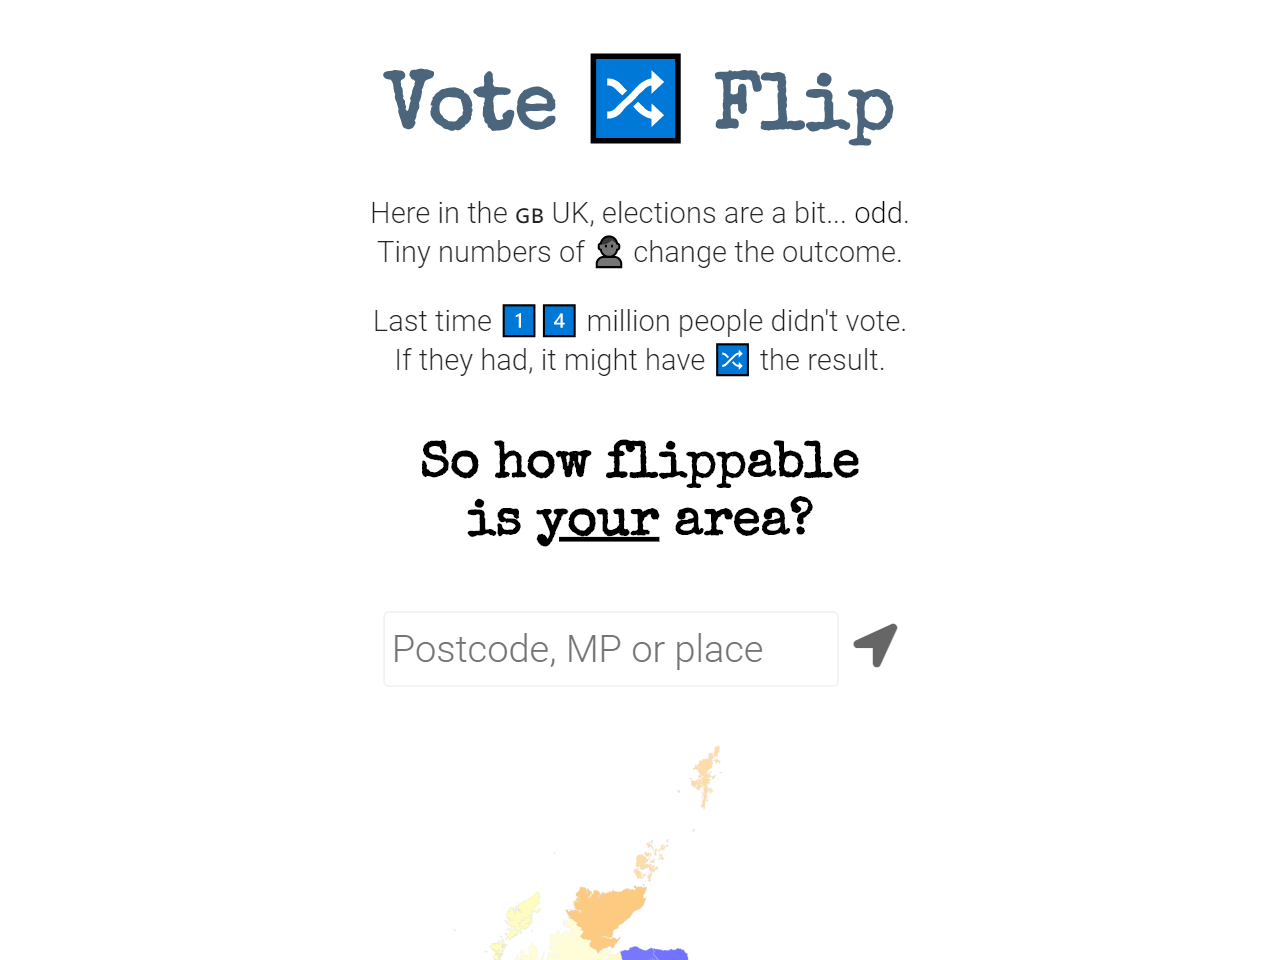 Vote 🔀 Flip
Here in the 🇬🇧 UK, elections are a bit... odd.
Tiny numbers of 👤 change the outcome.
Last time 1️⃣4️⃣ million people didn't vote.
If they had, it might have 🔀 the result.
So how flippable
is your area?
Postcode, MP or place